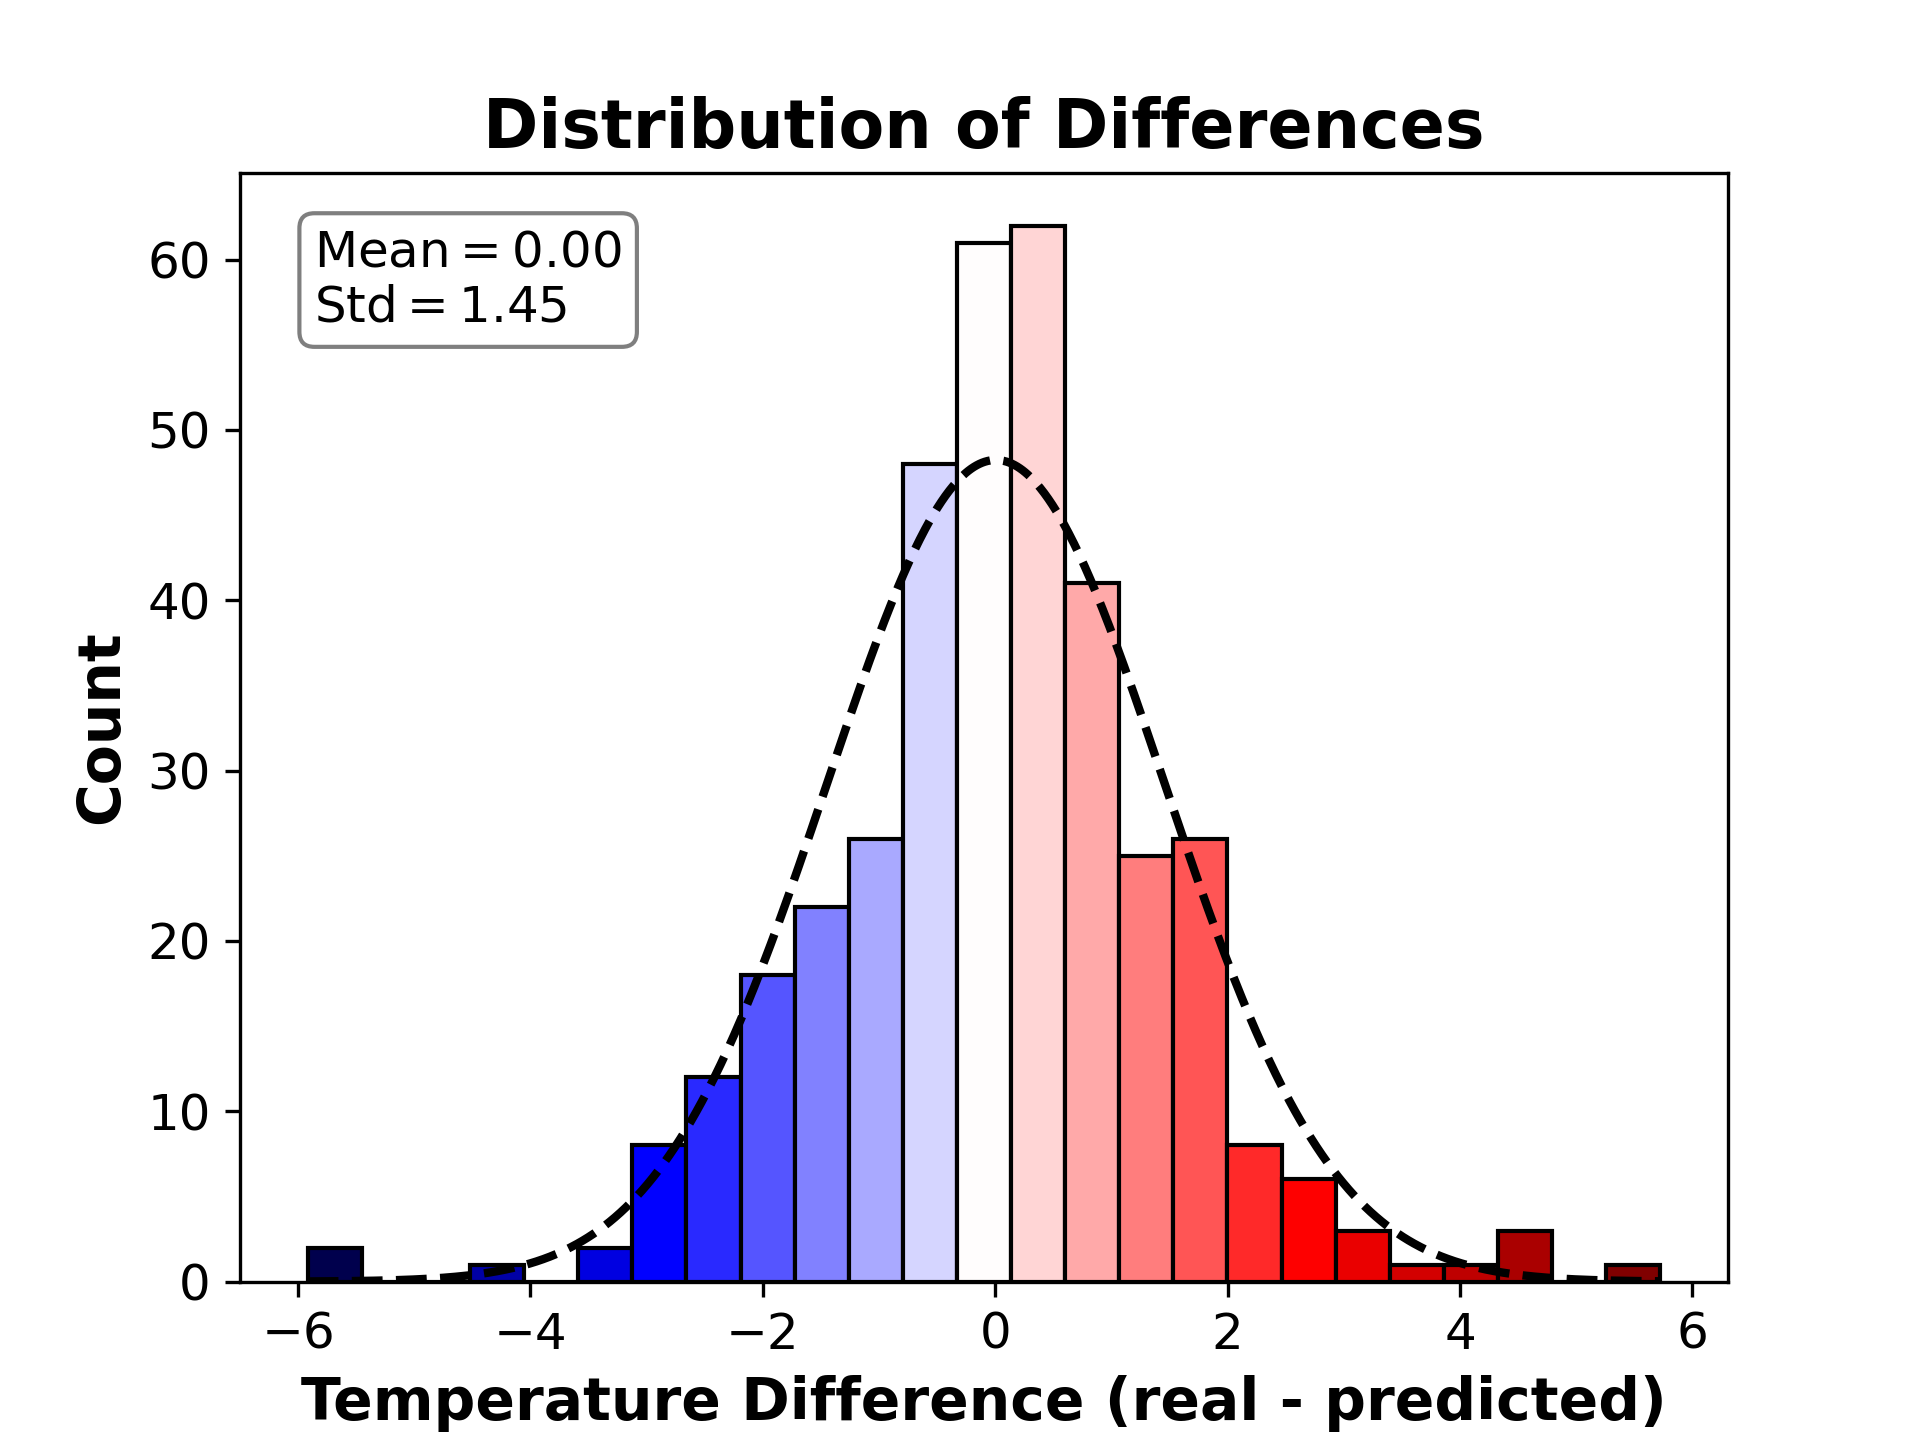 Distribution of Differences
Mean = 0.00
Std = 1.45
60
50
40
30
20
10
0
Count
−6 −4 −2 0 2 4 6
Temperature Difference (real - predicted)